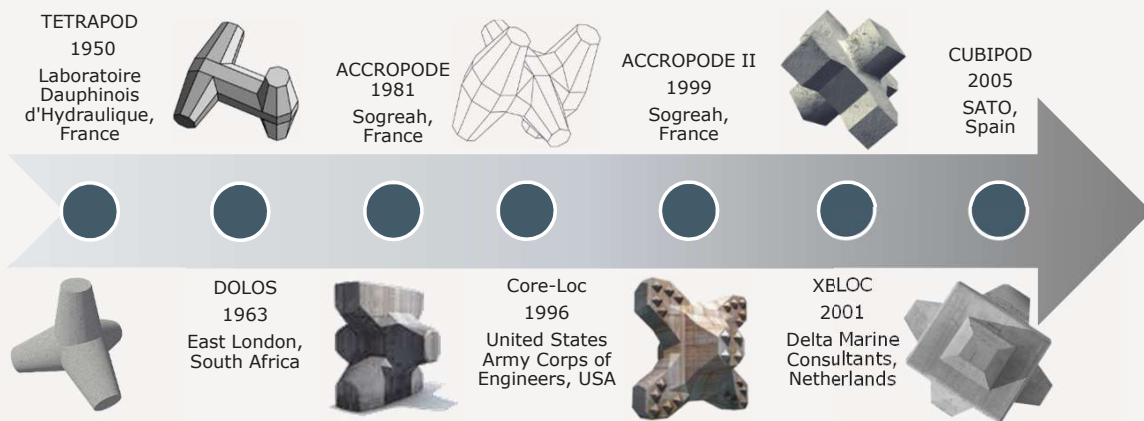 TETRAPOD
1950
Laboratoire
Dauphinois
d'Hydraulique,
France
ACCROPODE
1981
Sogreah,
France
ACCROPODE II
1999
Sogreah,
France
CUBIPOD
2005
SATO,
Spain
DOLOS
1963
East London,
South Africa
Core-Loc
1996
United States
Army Corps of
Engineers, USA
XBLOC
2001
Delta Marine
Consultants,
Netherlands